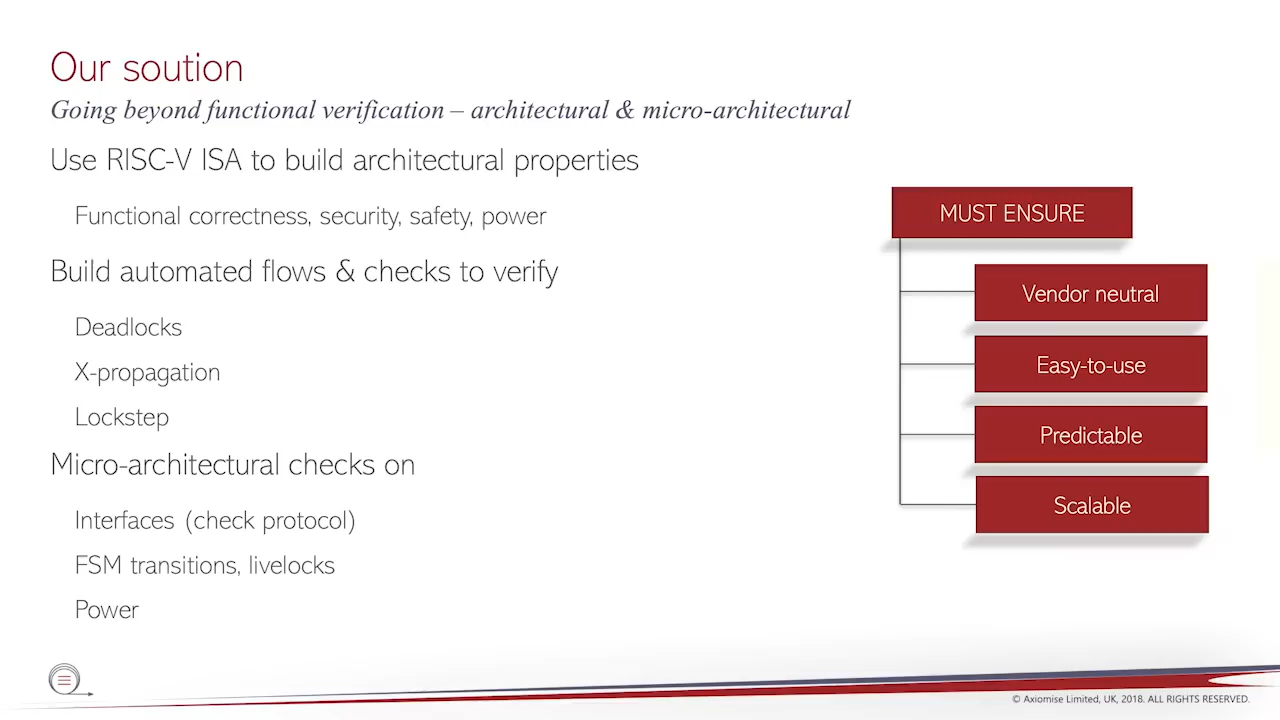 Our soution
Going beyond functional verification – architectural & micro-architectural
Use RISC-V ISA to build architectural properties
Functional correctness, security, safety, power
Build automated flows & checks to verify
Deadlocks
X-propagation
Lockstep
Micro-architectural checks on
Interfaces (check protocol)
FSM transitions, livelocks
Power
MUST ENSURE
Vendor neutral
Easy-to-use
Predictable
Scalable
© Axiomise Limited, UK, 2018. ALL RIGHTS RESERVED.